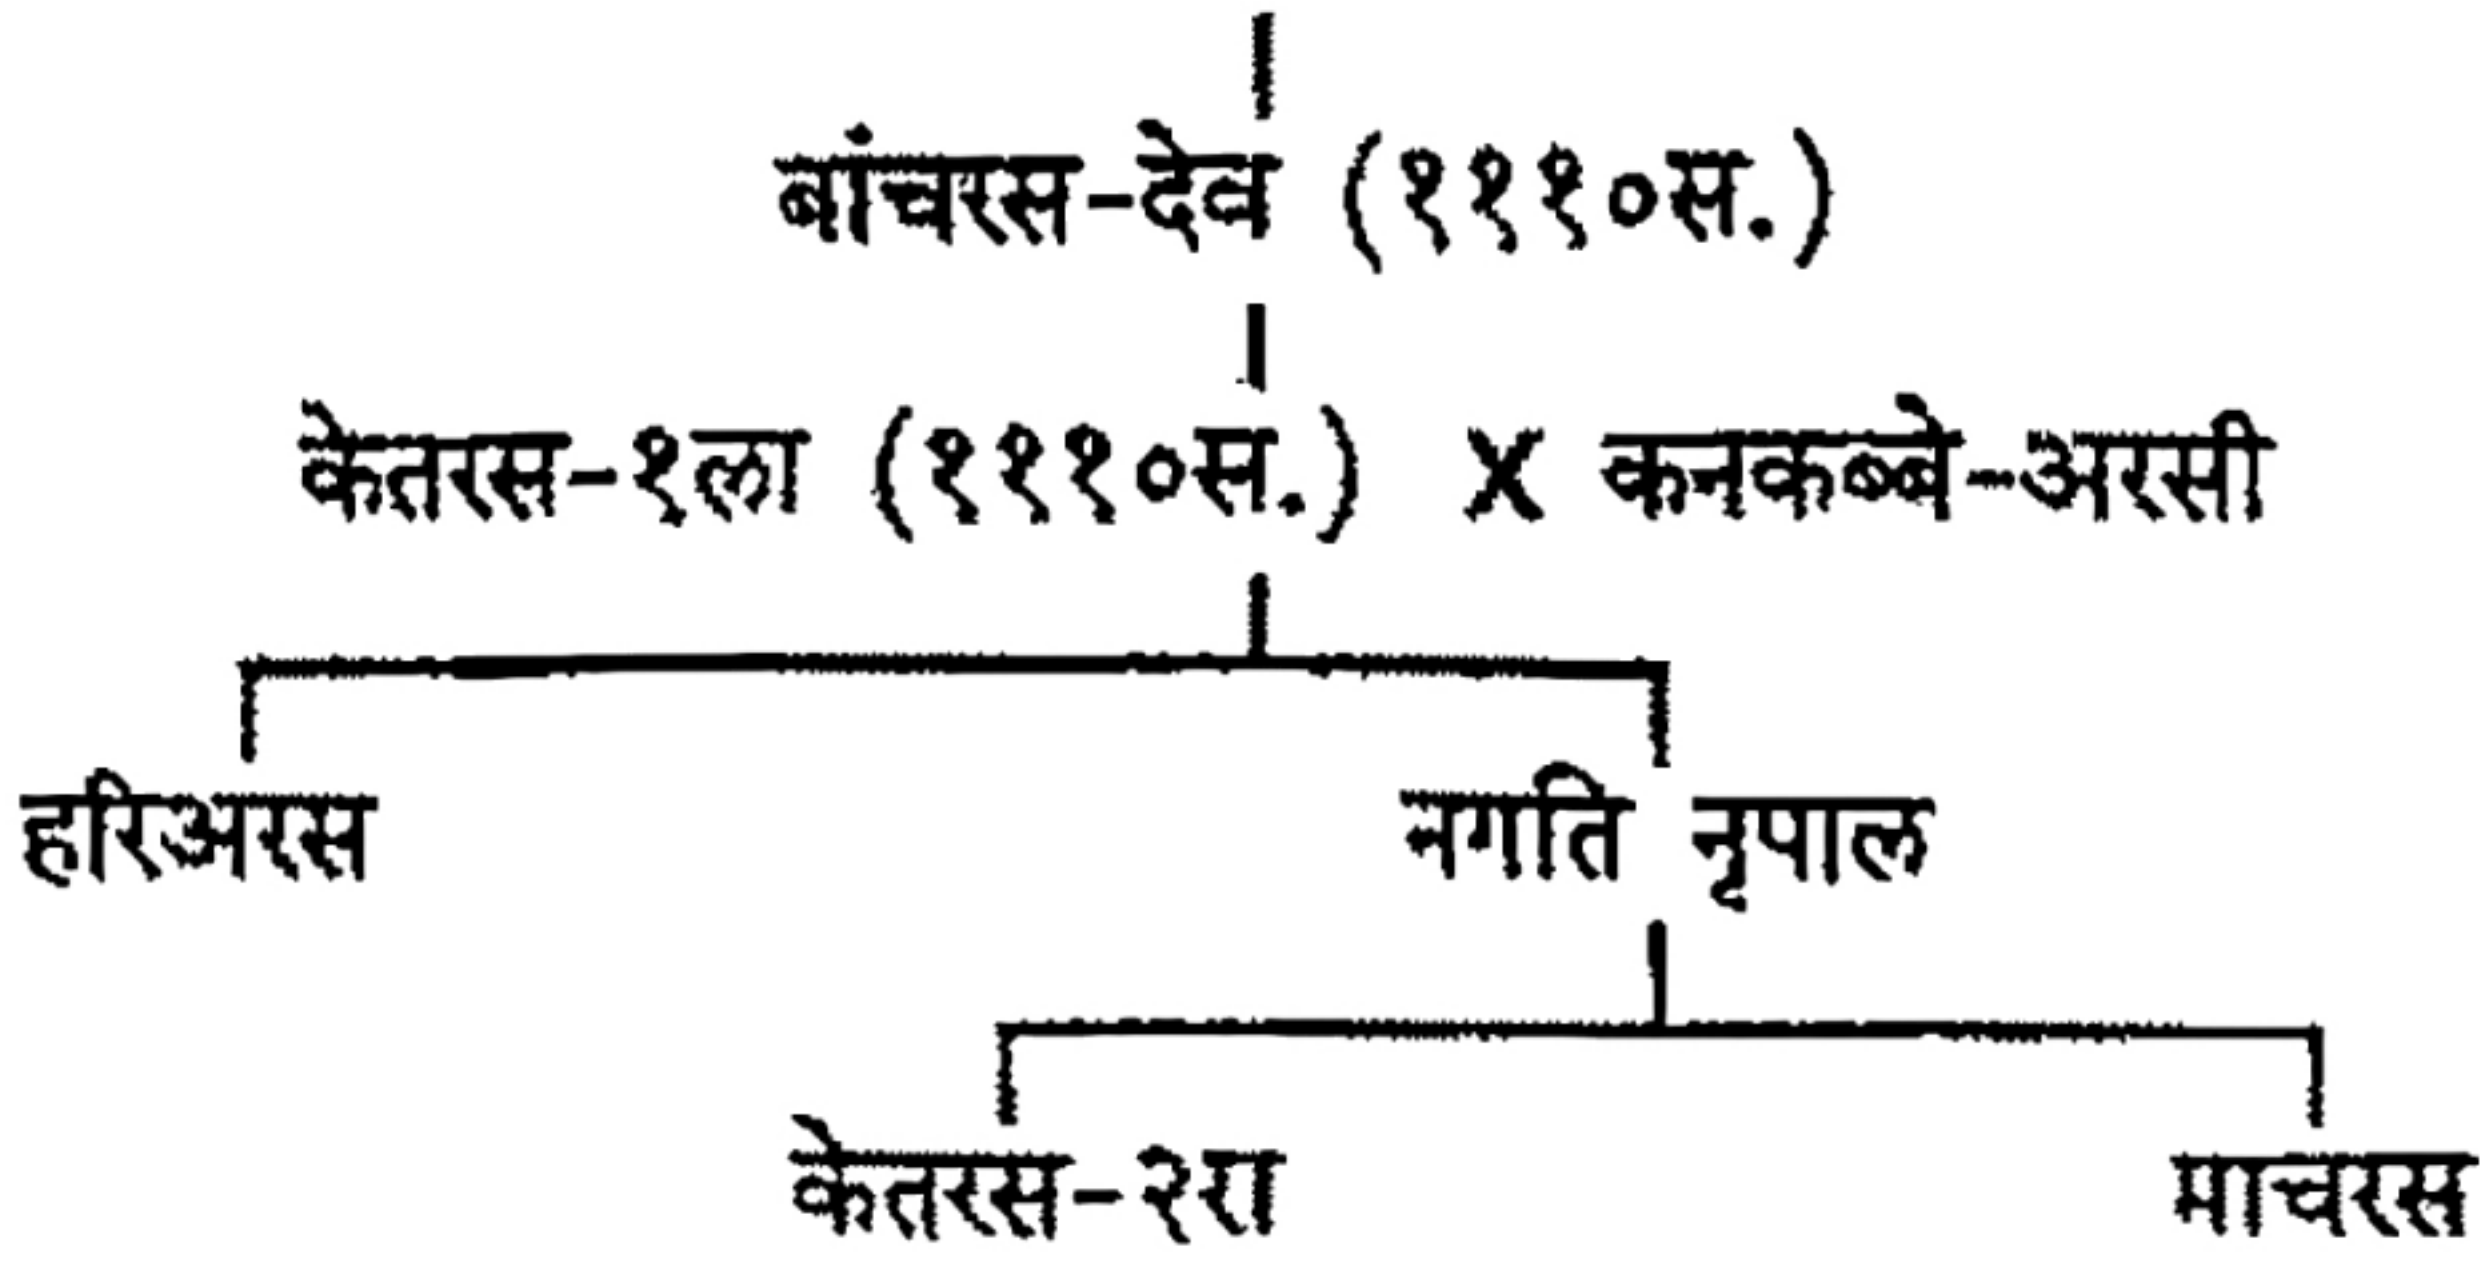 बांचरस-देव (१११०स.)
केतरस-१ला (१११०स.) X कनकब्बे-अरसी
हरिअरस नगति नृपाल
केतरस-२रा माचरस